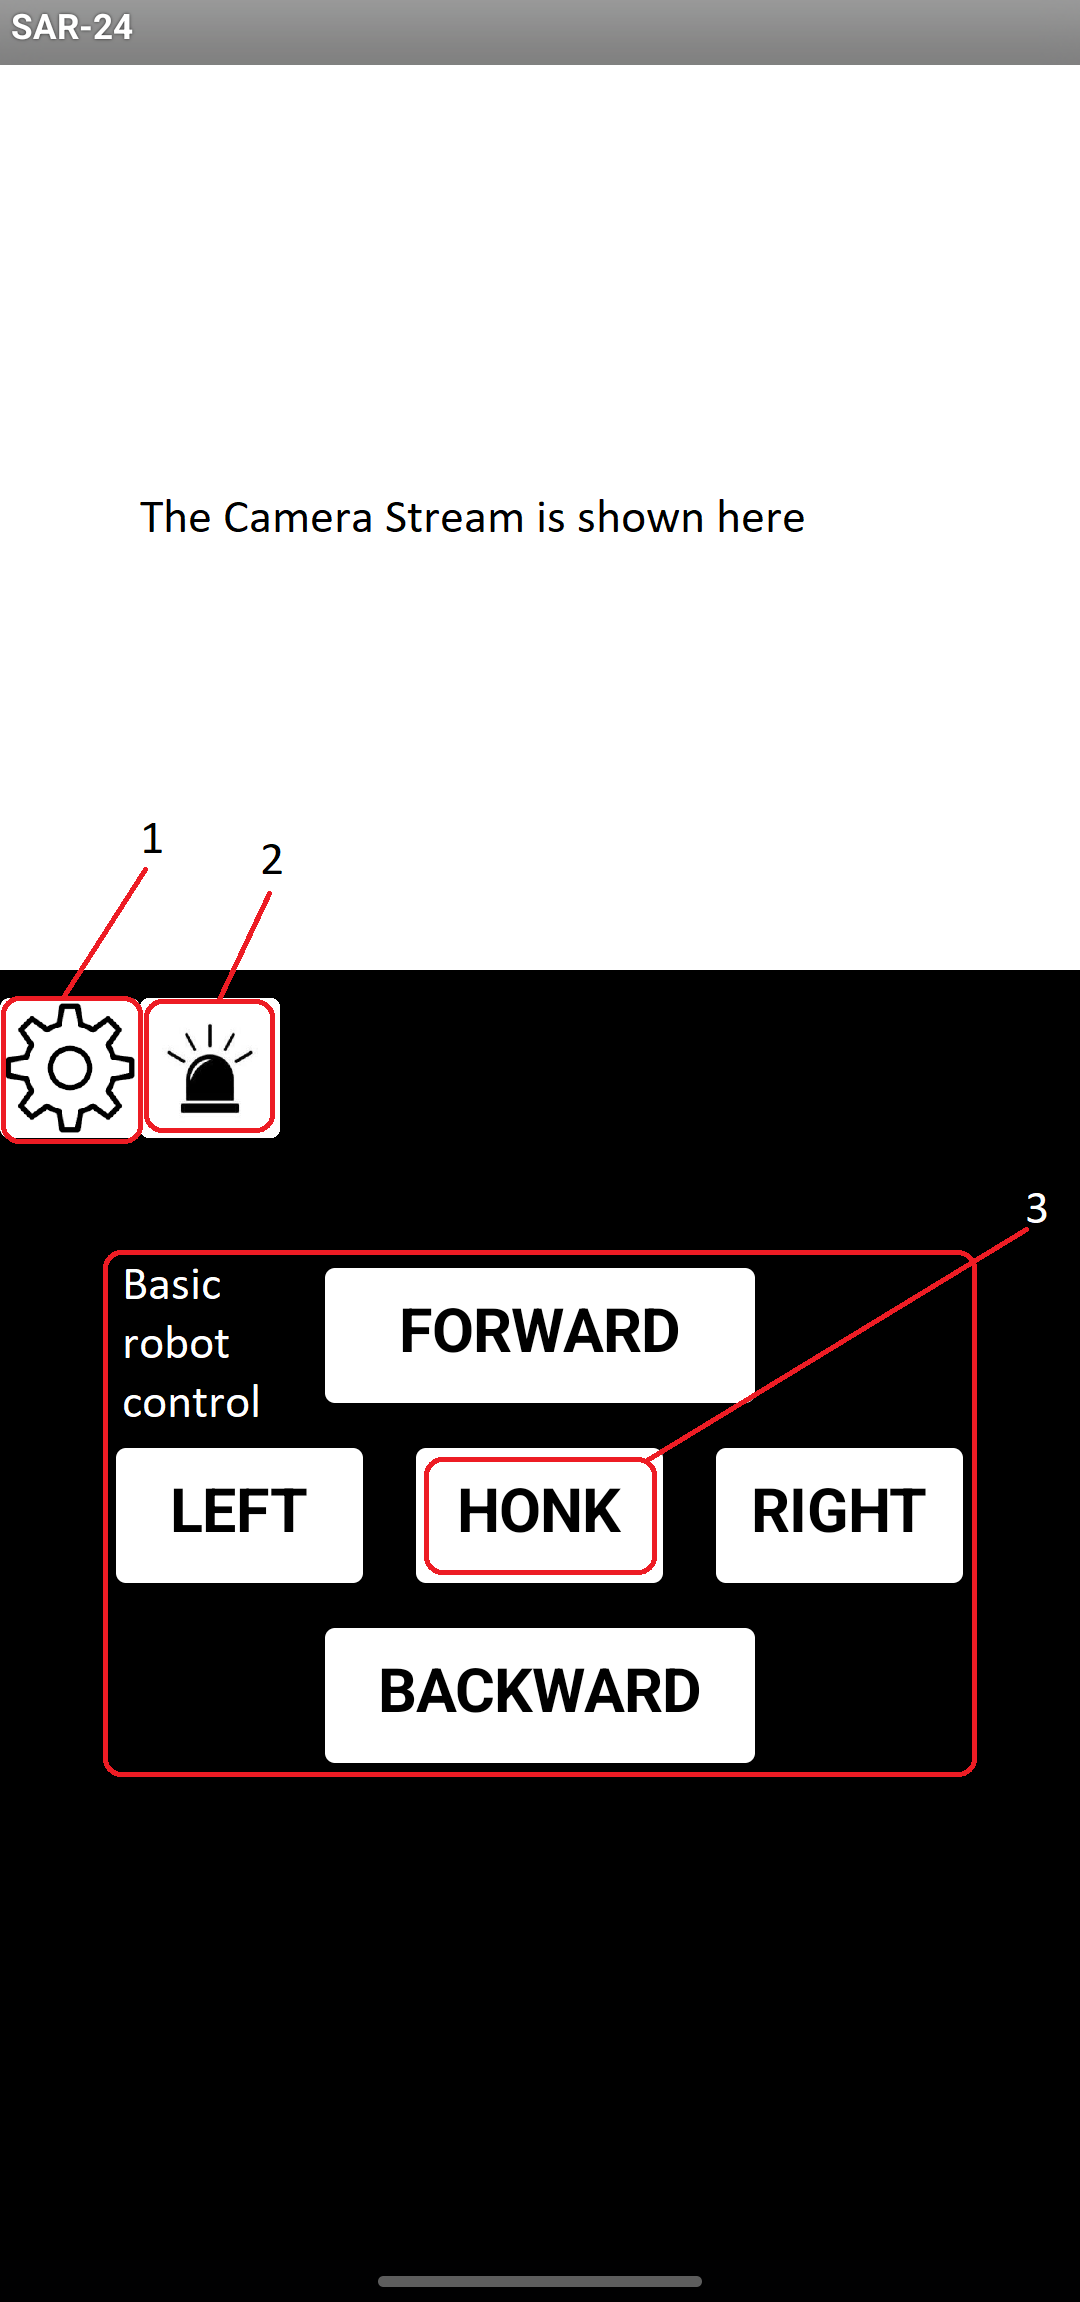 SAR-24
The Camera Stream is shown here
1
2
3
Basic
robot
control
FORWARD
LEFT
HONK
RIGHT
BACKWARD